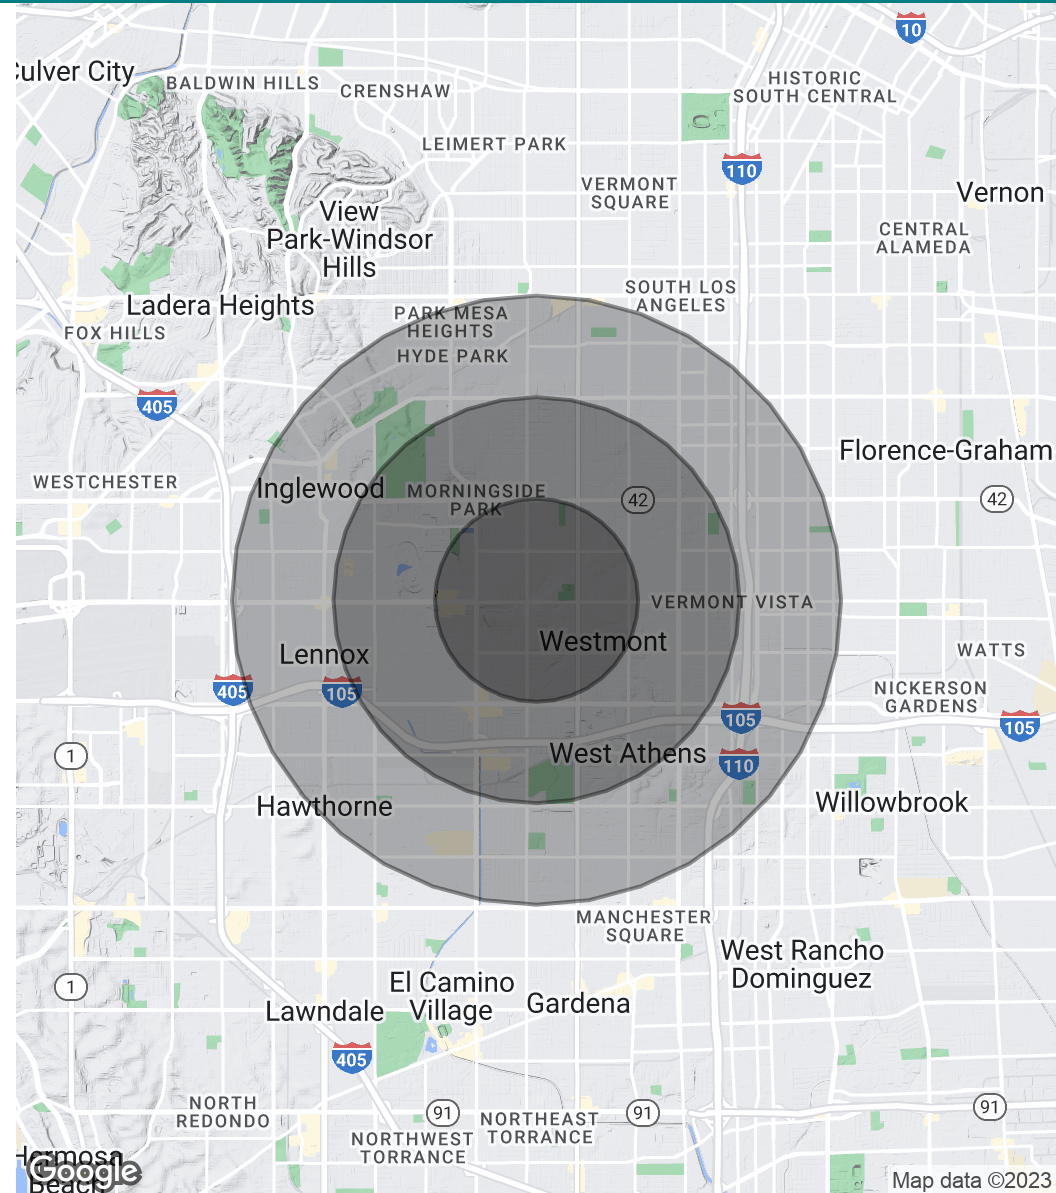 10
Culver City
BALDWIN HILLS
CRENSHAW
HISTORIC
SOUTH CENTRAL
LEIMERT PARK
110
VERMONT
SQUARE
Vernon
View
Park-Windsor
Hills
CENTRAL
ALAMEDA
Ladera Heights
SOUTH LOS
ANGELES
FOX HILLS
PARK MESA
HEIGHTS
HYDE PARK
405
Florence-Graham
WESTCHESTER
Inglewood
MORNINGSIDE
PARK
42
42
VERMONT VISTA
Westmont
Lennox
WATTS
405
105
NICKERSON
GARDENS
105
105
1
West Athens
110
Hawthorne
Willowbrook
MANCHESTER
SQUARE
West Rancho
Dominguez
1
El Camino
Village
Gardena
Lawndale
405
NORTH
REDONDO
91
91
91
NORTHEAST
TORRANCE
NORTHWEST
TORRANCE
Hermosa
Beach
Google
Map data ©2023